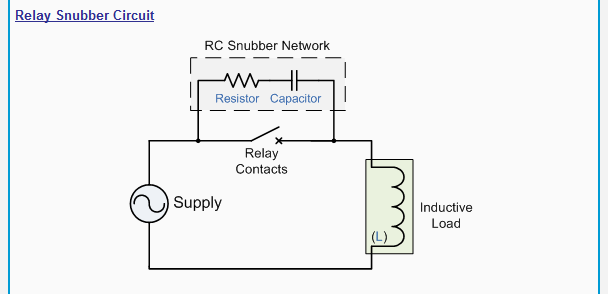 Relay Snubber Circuit
RC Snubber Network
Resistor Capacitor
Relay
Contacts
Supply
Inductive
Load
(L)